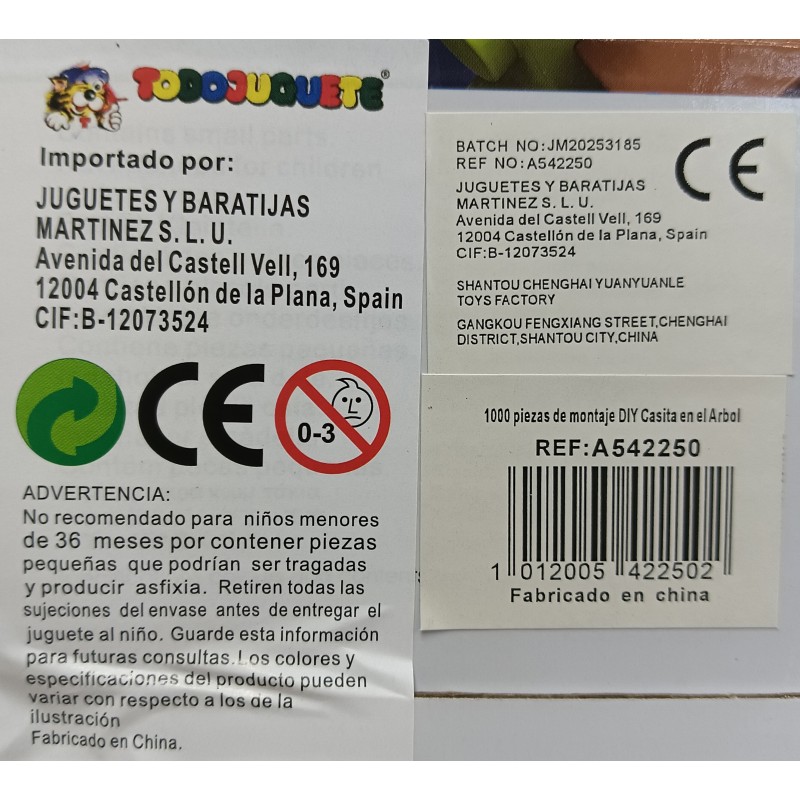 TODOJUGUETE®
Importado por:
JUGUETES Y BARATIJAS
MARTINEZ S. L. U.
Avenida del Castell Vell, 169
12004 Castellón de la Plana, Spain
CIF:B-12073524
CE
0-3
ADVERTENCIA:
No recomendado para niños menores
de 36 meses por contener piezas
pequeñas que podrían ser tragadas
y producir asfixia. Retiren todas las
sujeciones del envase antes de entregar el
juguete al niño. Guarde esta información
para futuras consultas.Los colores y
especificaciones del producto pueden
variar con respecto a los de la
ilustración
Fabricado en China.
BATCH NO:JM20253185
REF NO:A542250
CE
JUGUETES Y BARATIJAS
MARTINEZ S. L. U.
Avenida del Castell Vell, 169
12004 Castellón de la Plana, Spain
CIF:B-12073524
SHANTOU CHENGHAI YUANYUANLE
TOYS FACTORY
GANGKOU FENGXIANG STREET,CHENGHAI
DISTRICT,SHANTOU CITY,CHINA
1000 piezas de montaje DIY Casita en el Arbol
REF:A542250
1 012005 422502
Fabricado en china